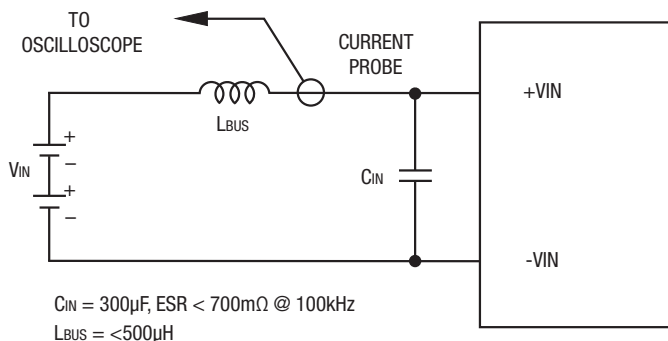 TO
OSCILLOSCOPE
CURRENT
PROBE
LBUS
+VIN
VIN
+
−
+
−
CIN
-VIN
CIN = 300µF, ESR < 700mΩ @ 100kHz
LBUS = <500µH